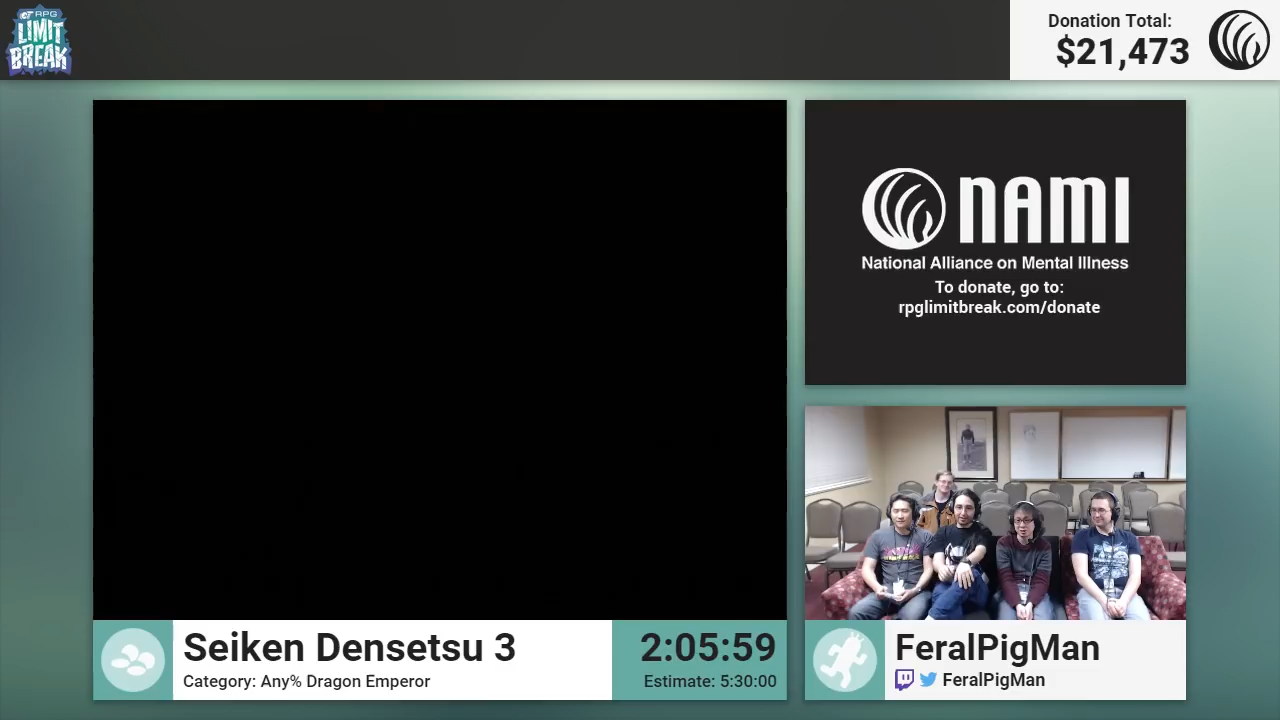 RPG
LIMIT
BREAK
Donation Total:
$21,473
NAMI
National Alliance on Mental Illness
To donate, go to:
rpglimitbreak.com/donate
Seiken Densetsu 3
Category: Any% Dragon Emperor
2:05:59
Estimate: 5:30:00
FeralPigMan
FeralPigMan